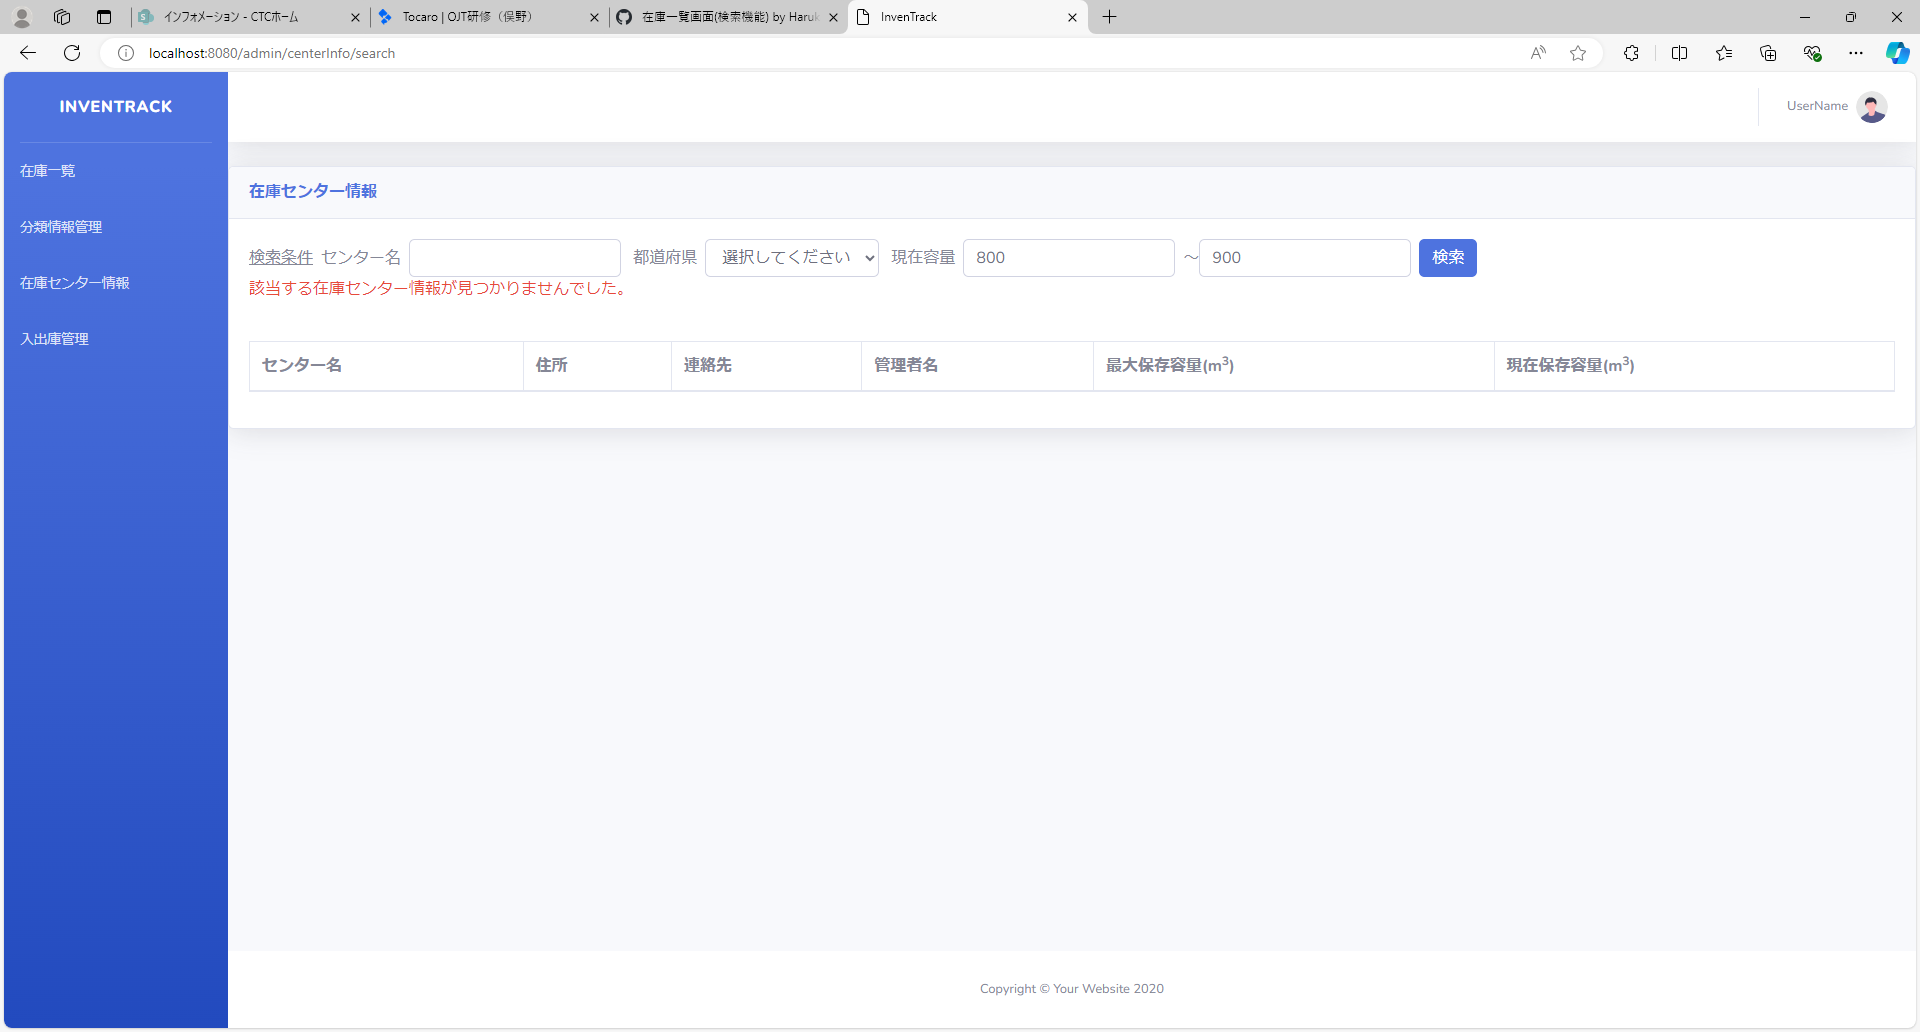 インフォメーション - CTCホーム
Tocaro | OJT研修（俣野）
在庫一覧画面(検索機能) by Haruk
InvenTrack
localhost:8080/admin/centerInfo/search
INVENTRACK
UserName
在庫一覧
分類情報管理
在庫センター情報
入出庫管理
在庫センター情報
検索条件 センター名 都道府県 選択してください 現在容量 800 ～ 900 検索
該当する在庫センター情報が見つかりませんでした。
センター名 住所 連絡先 管理者名 最大保存容量(m³) 現在保存容量(m³)
Copyright © Your Website 2020